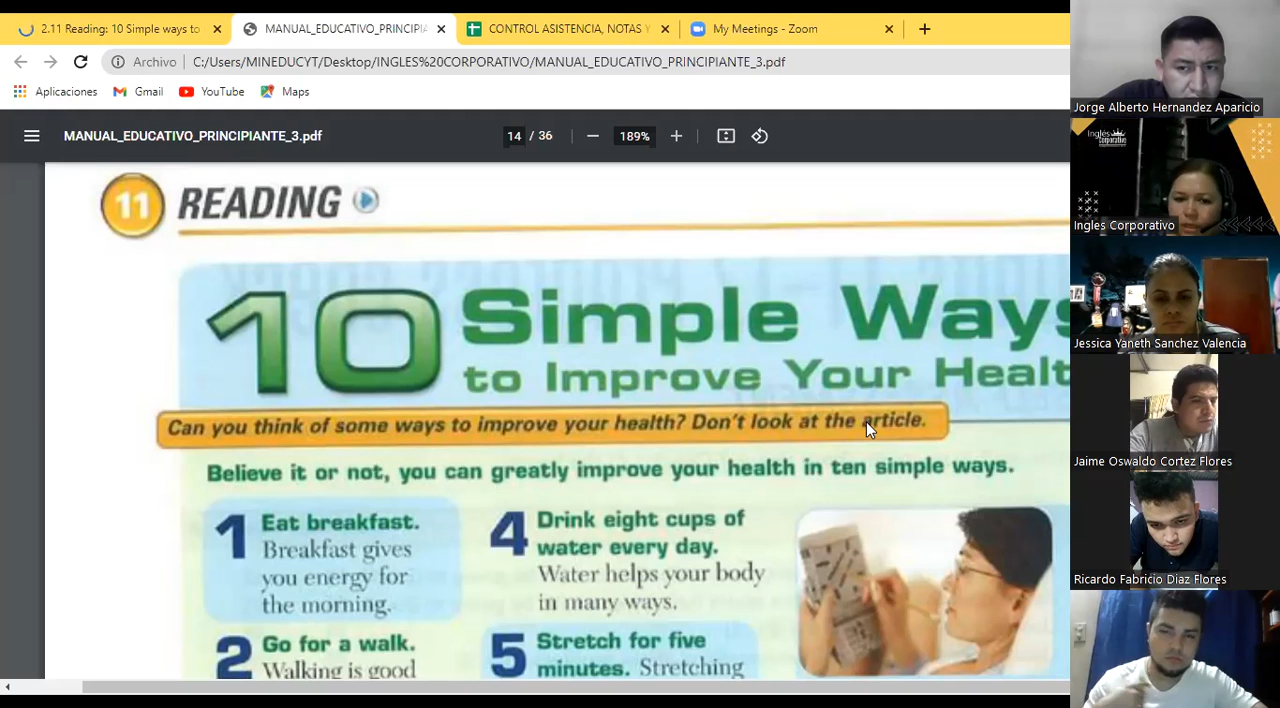 2.11 Reading: 10 Simple ways to
MANUAL_EDUCATIVO_PRINCIPIA
CONTROL ASISTENCIA, NOTAS Y
My Meetings - Zoom
Archivo
C:/Users/MINEDUCYT/Desktop/INGLES%20CORPORATIVO/MANUAL_EDUCATIVO_PRINCIPIANTE_3.pdf
Aplicaciones
Gmail
YouTube
Maps
MANUAL_EDUCATIVO_PRINCIPIANTE_3.pdf
14 / 36
189%
11 READING
10 Simple Ways
to Improve Your Healt
Can you think of some ways to improve your health? Don't look at the article.
Believe it or not, you can greatly improve your health in ten simple ways.
1 Eat breakfast.
Breakfast gives
you energy for
the morning.
2 Go for a walk.
Walking is good
4 Drink eight cups of
water every day.
Water helps your body
in many ways.
5 Stretch for five
minutes. Stretching
Jorge Alberto Hernandez Aparicio
Inglés
Corporativo
Ingles Corporativo
Jessica Yaneth Sanchez Valencia
Jaime Oswaldo Cortez Flores
Ricardo Fabricio Diaz Flores